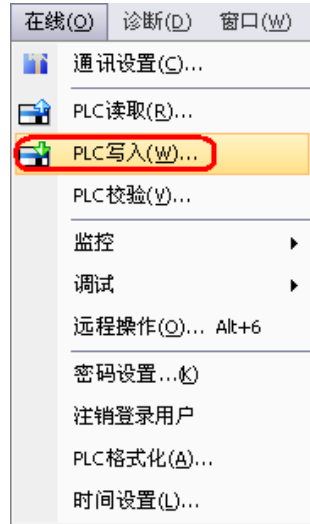 在线(O) 诊断(D) 窗口(W)
通讯设置(C)...
PLC读取(R)...
PLC写入(W)...
PLC校验(V)...
监控
调试
远程操作(O)... Alt+6
密码设置...(K)
注销登录用户
PLC格式化(A)...
时间设置(L)...